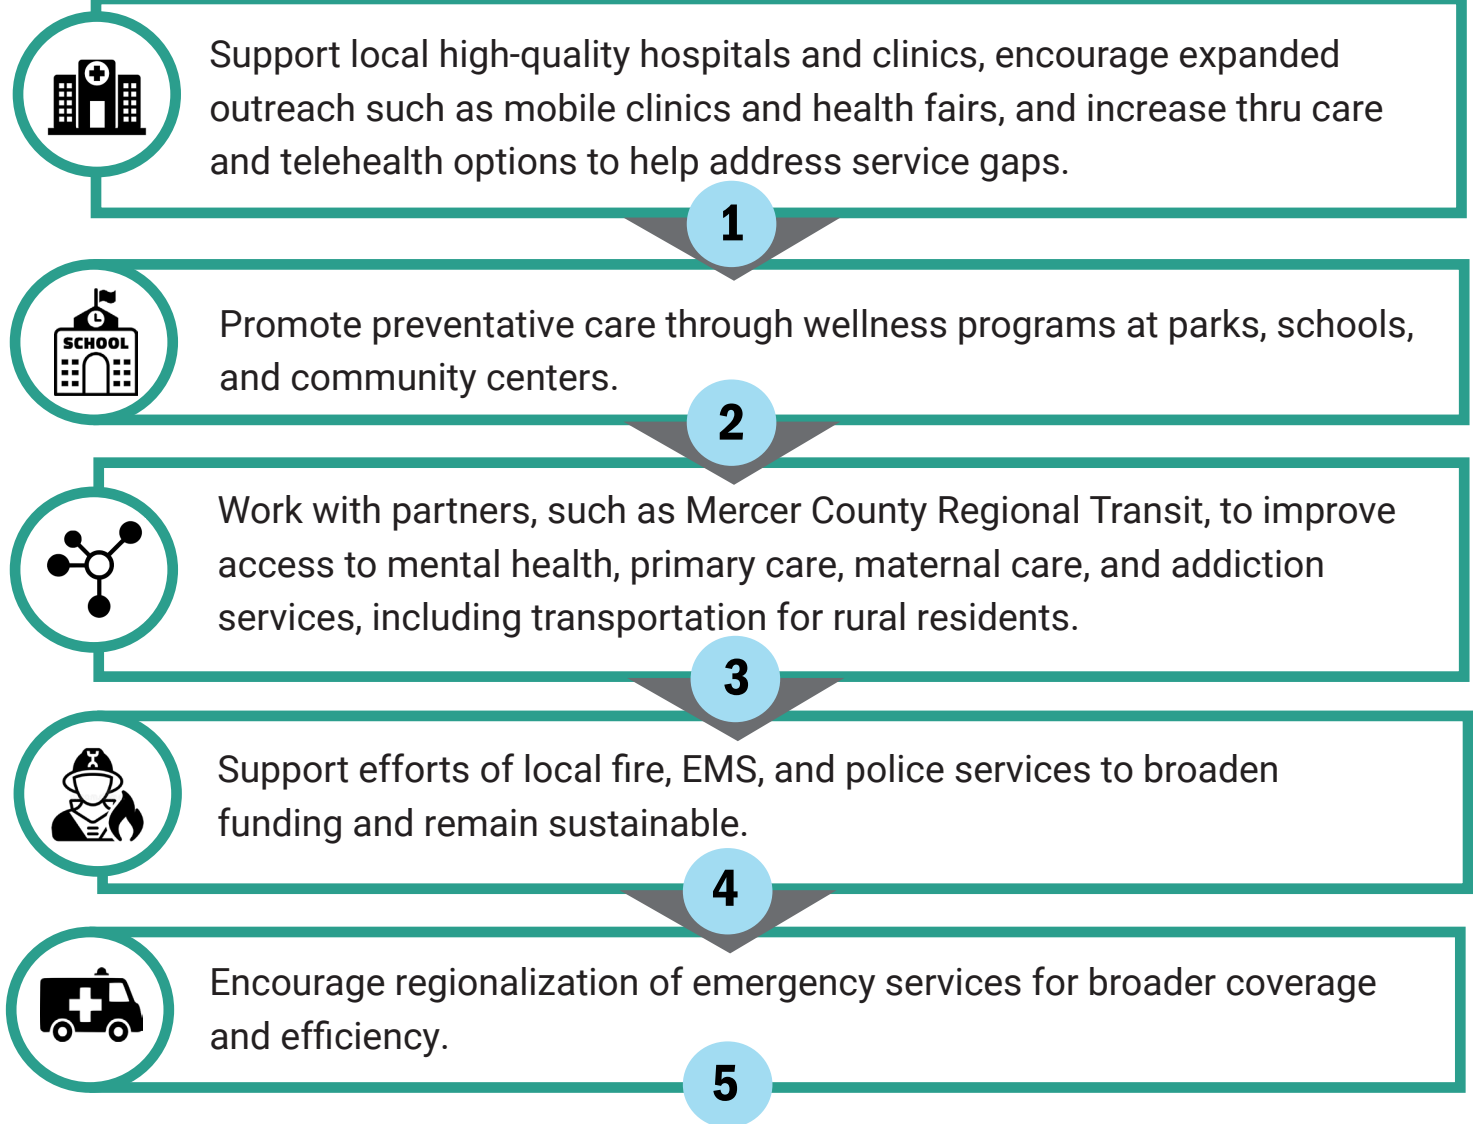 Support local high-quality hospitals and clinics, encourage expanded
outreach such as mobile clinics and health fairs, and increase thru care
and telehealth options to help address service gaps.
1
SCHOOL
Promote preventative care through wellness programs at parks, schools,
and community centers.
2
Work with partners, such as Mercer County Regional Transit, to improve
access to mental health, primary care, maternal care, and addiction
services, including transportation for rural residents.
3
Support efforts of local fire, EMS, and police services to broaden
funding and remain sustainable.
4
Encourage regionalization of emergency services for broader coverage
and efficiency.
5